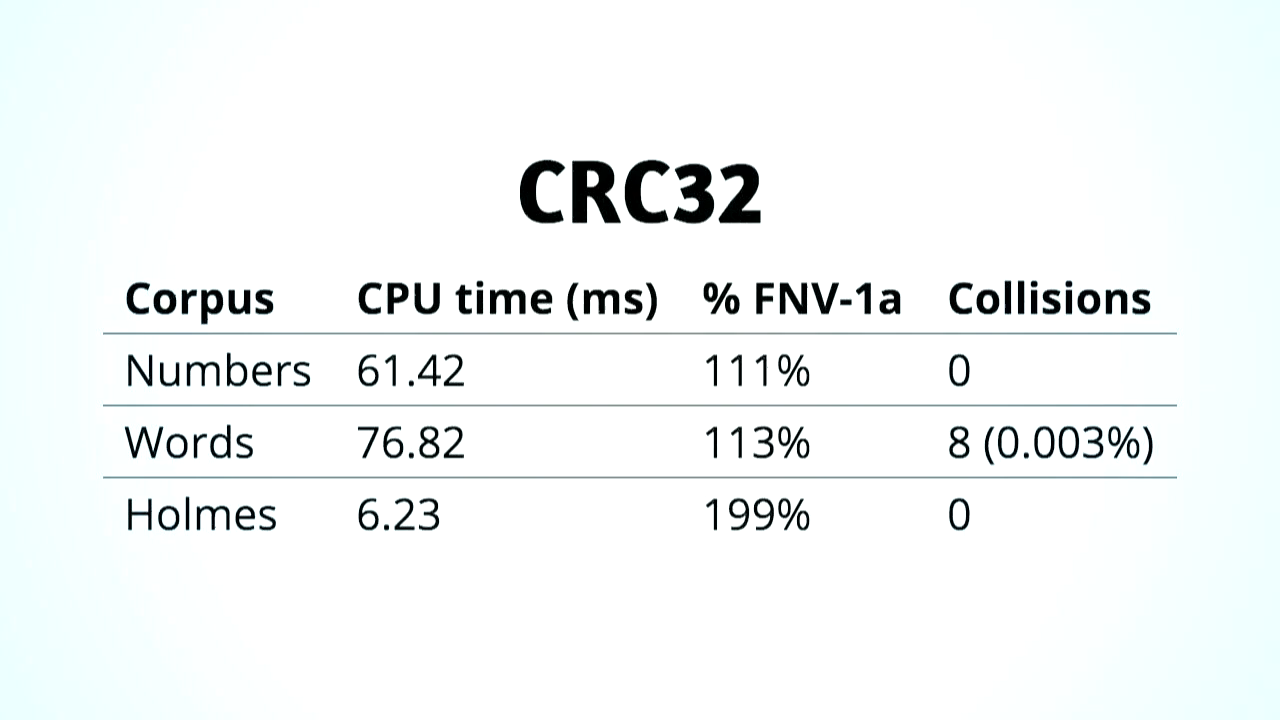 CRC32
Corpus CPU time (ms) % FNV-1a Collisions
Numbers 61.42 111% 0
Words 76.82 113% 8 (0.003%)
Holmes 6.23 199% 0